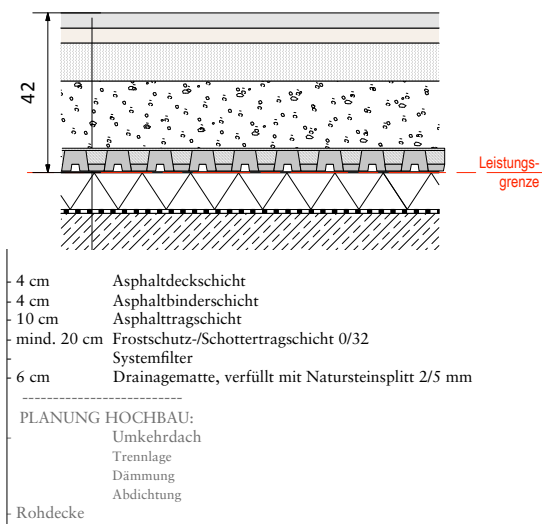 42
Leistungs-
grenze
- 4 cm Asphaltdeckschicht
- 4 cm Asphaltbinderschicht
- 10 cm Asphalttragschicht
- mind. 20 cm Frostschutz-/Schottertragschicht 0/32
- Systemfilter
- 6 cm Drainagematte, verfüllt mit Natursteinsplitt 2/5 mm
--------------------------
PLANUNG HOCHBAU:
- Umkehrdach
Trennlage
Dämmung
Abdichtung
- Rohdecke